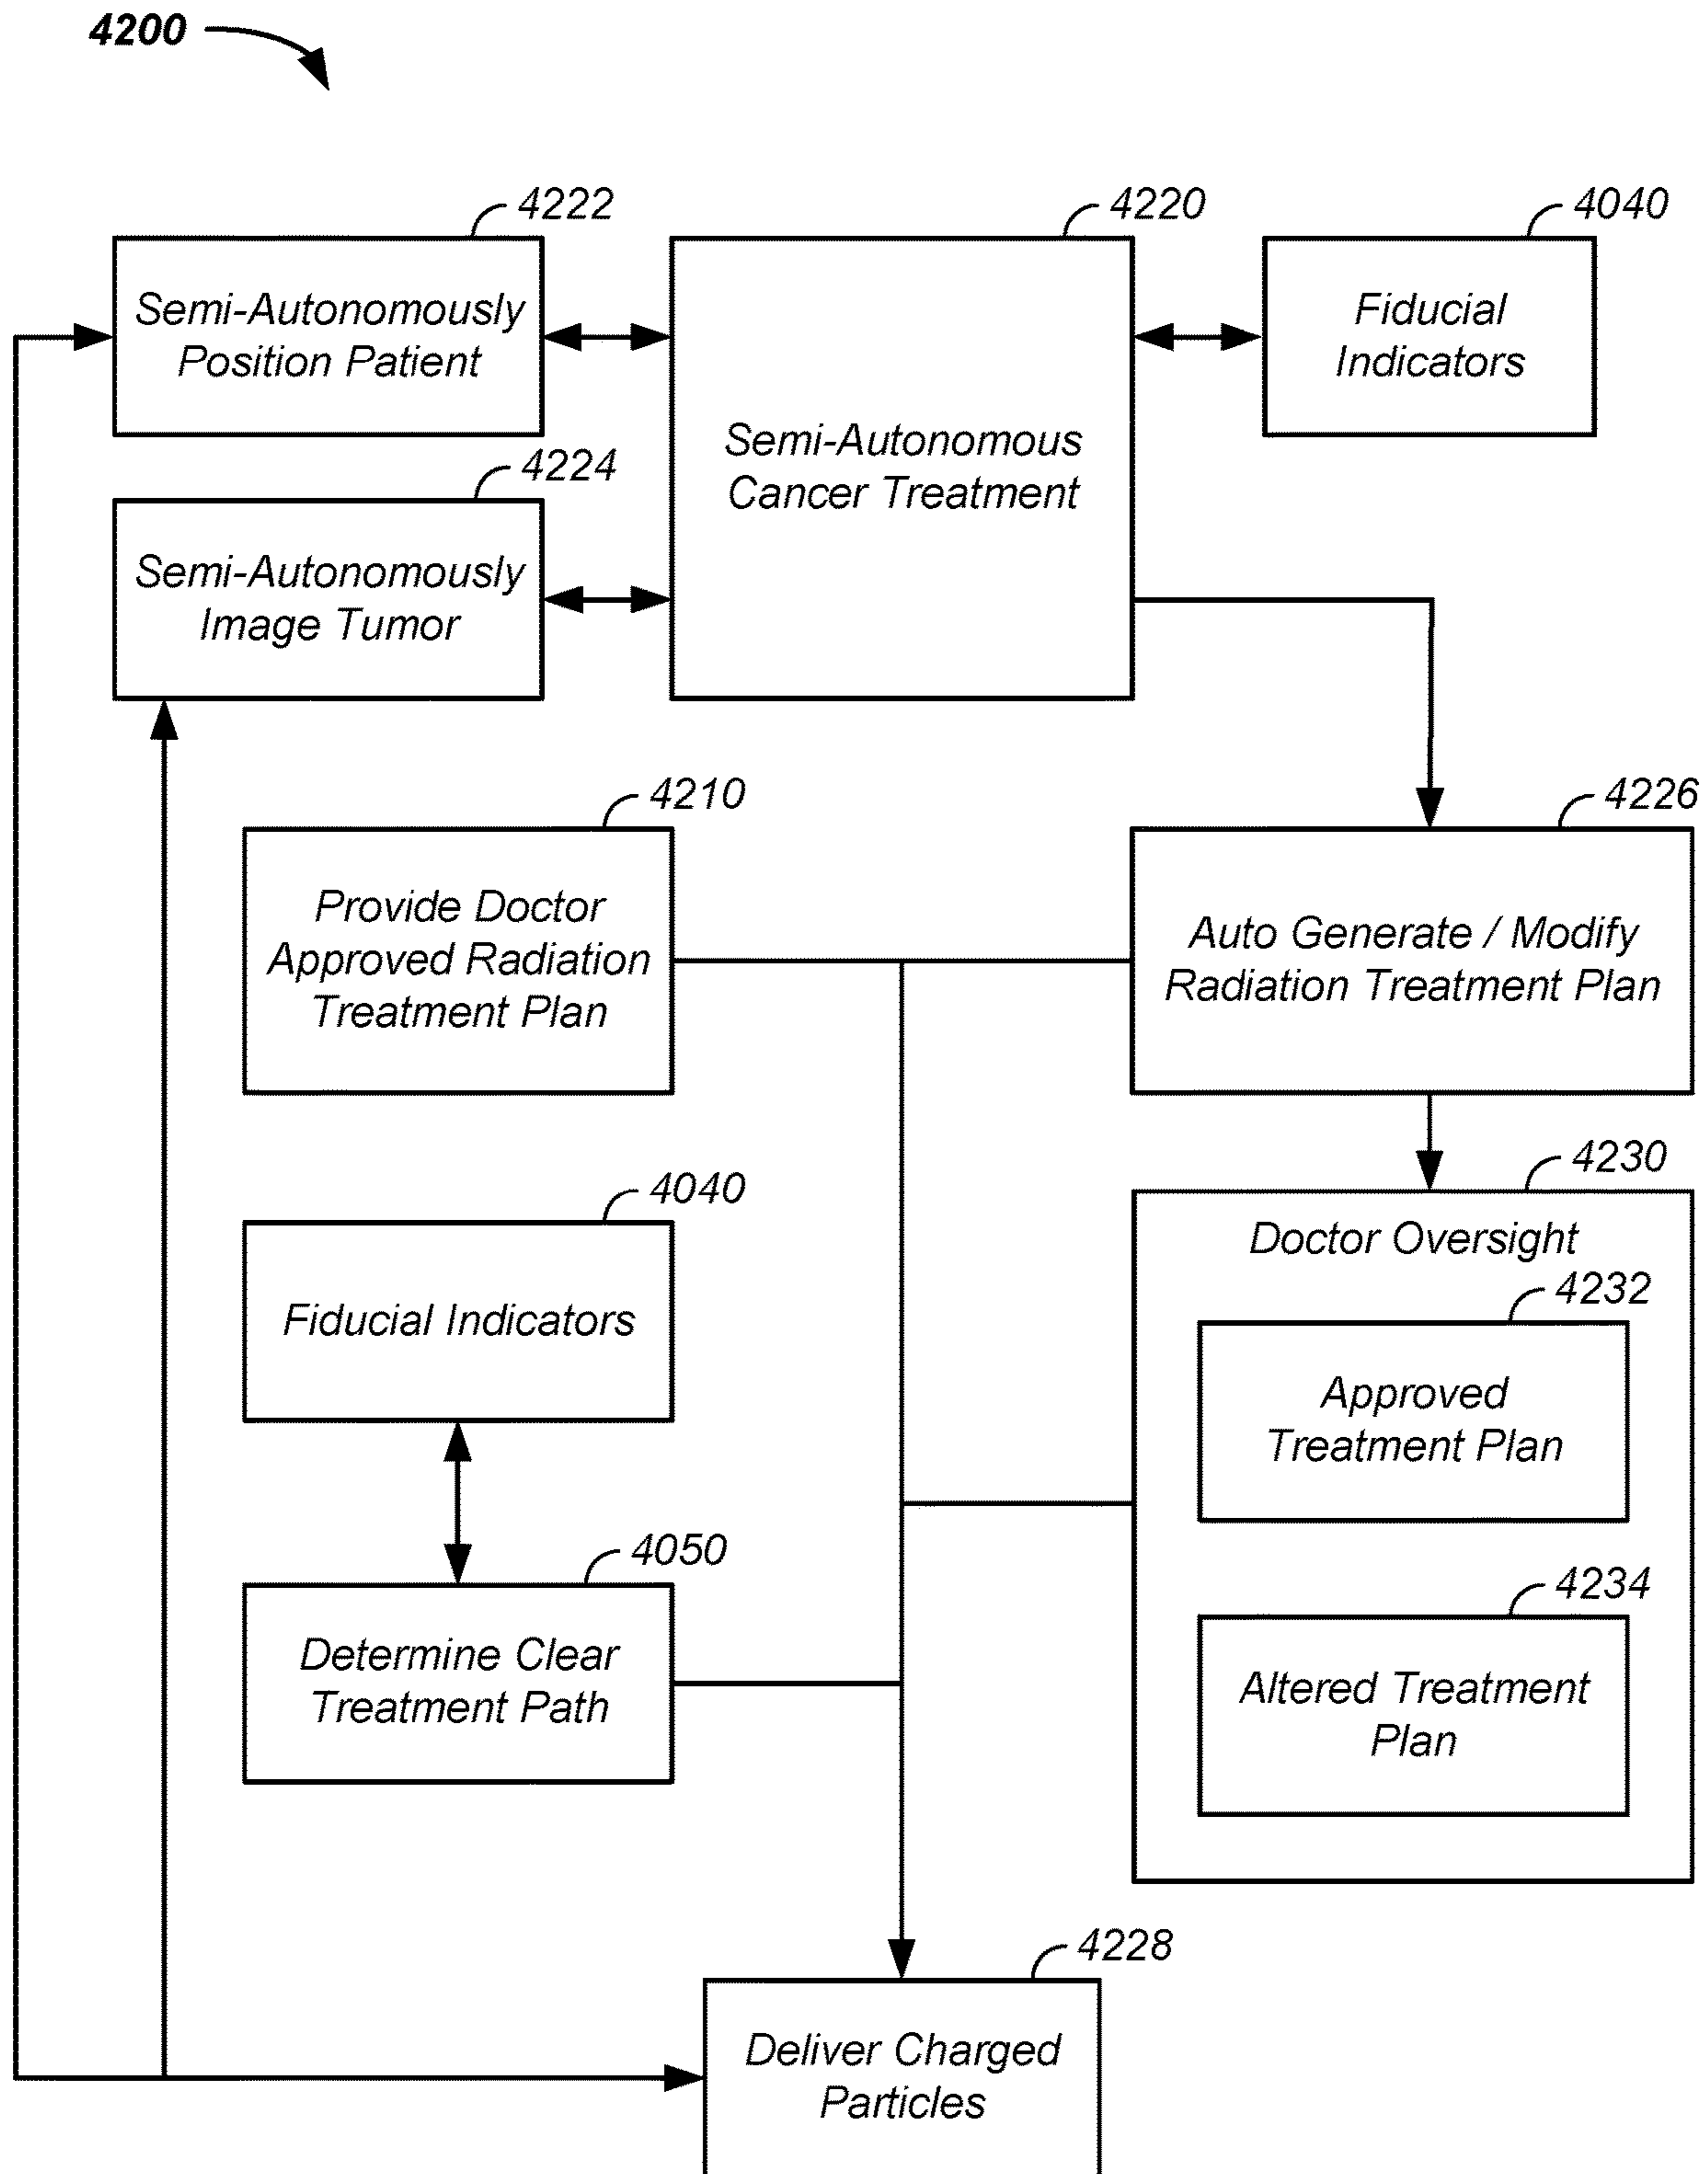 4200
4222
4220
4040
Semi-Autonomously
Position Patient
Fiducial
Indicators
Semi-Autonomous
Cancer Treatment
4224
Semi-Autonomously
Image Tumor
4210
4226
Provide Doctor
Approved Radiation
Treatment Plan
Auto Generate / Modify
Radiation Treatment Plan
4230
4040
Doctor Oversight
4232
Fiducial Indicators
Approved
Treatment Plan
4050
4234
Determine Clear
Treatment Path
Altered Treatment
Plan
4228
Deliver Charged
Particles